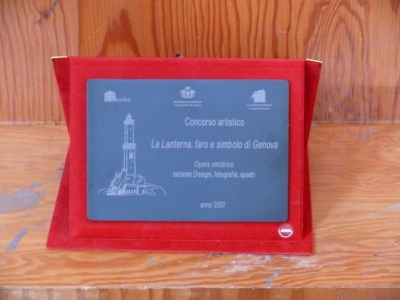 Concorso artistico
La Lanterna, faro e simbolo di Genova
Opera vincitrice
sezione Disegni, fotografie, quadri
anno 2007